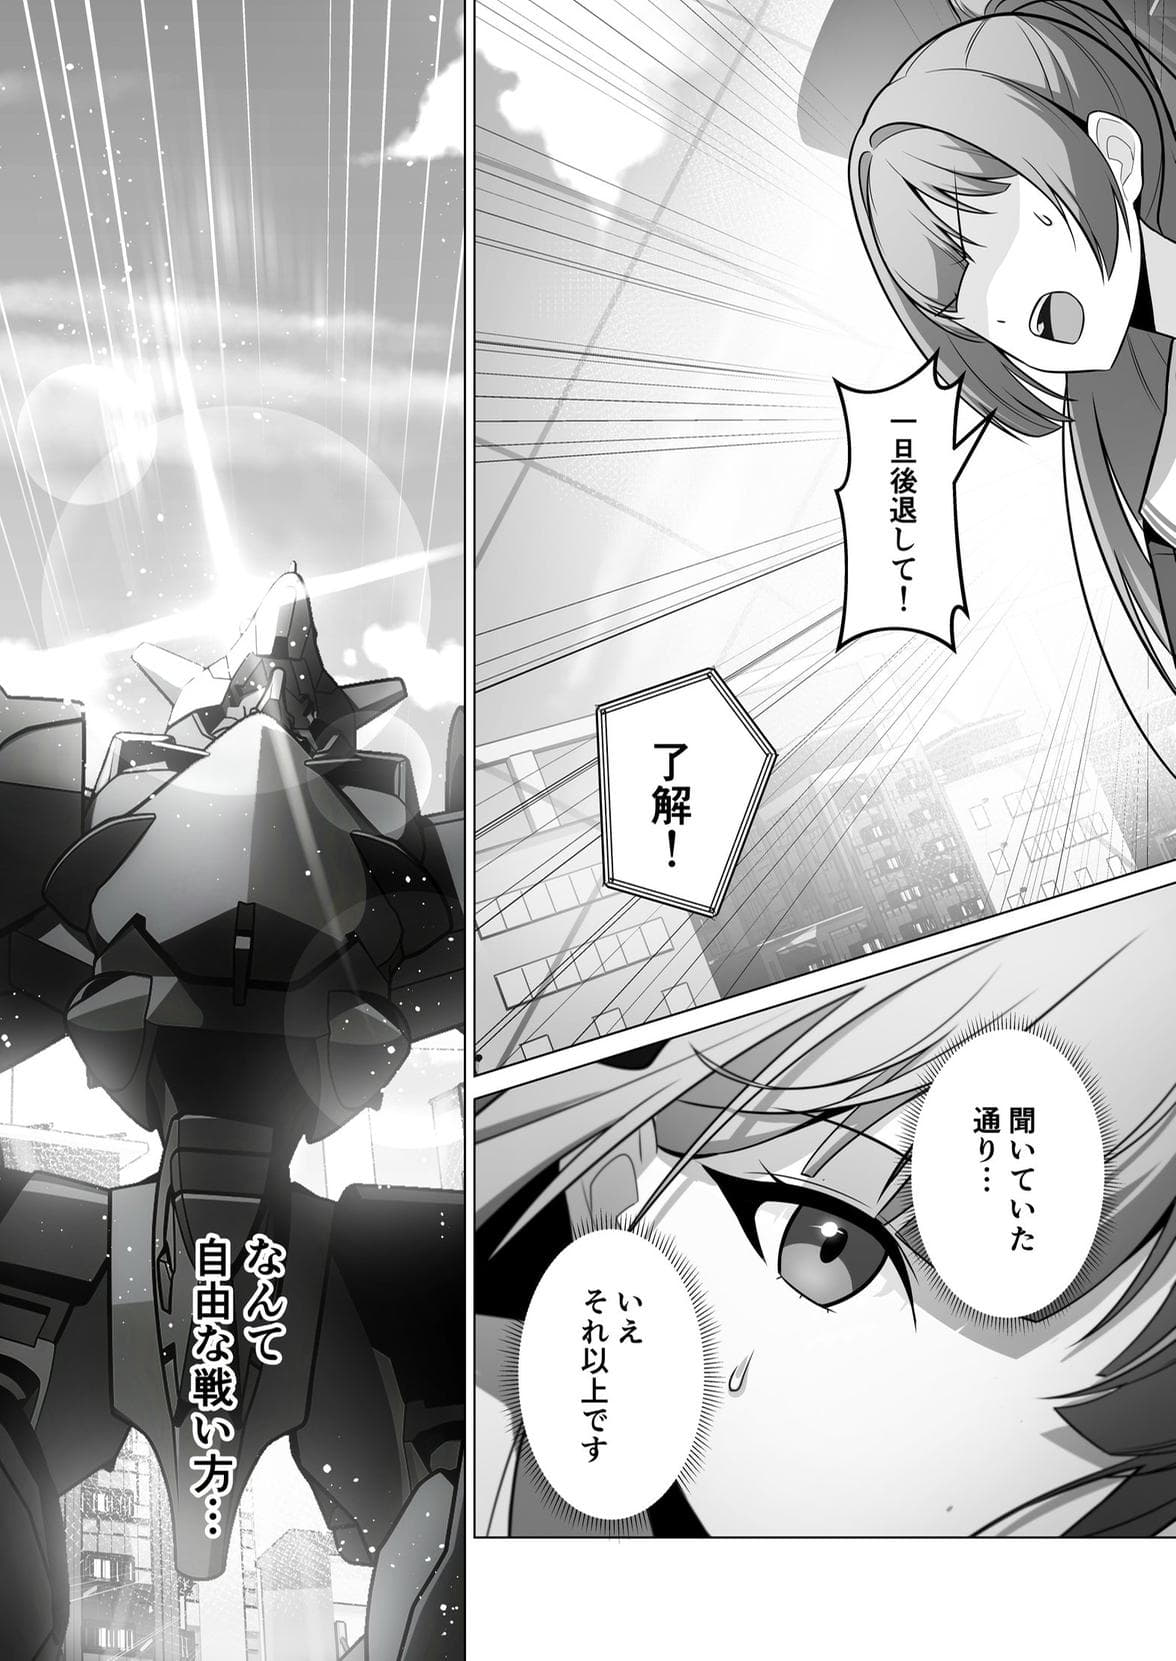 一旦後退して！
了解！
聞いていた
通り…
いえ
それ以上です
なんて
自由な戦い方…